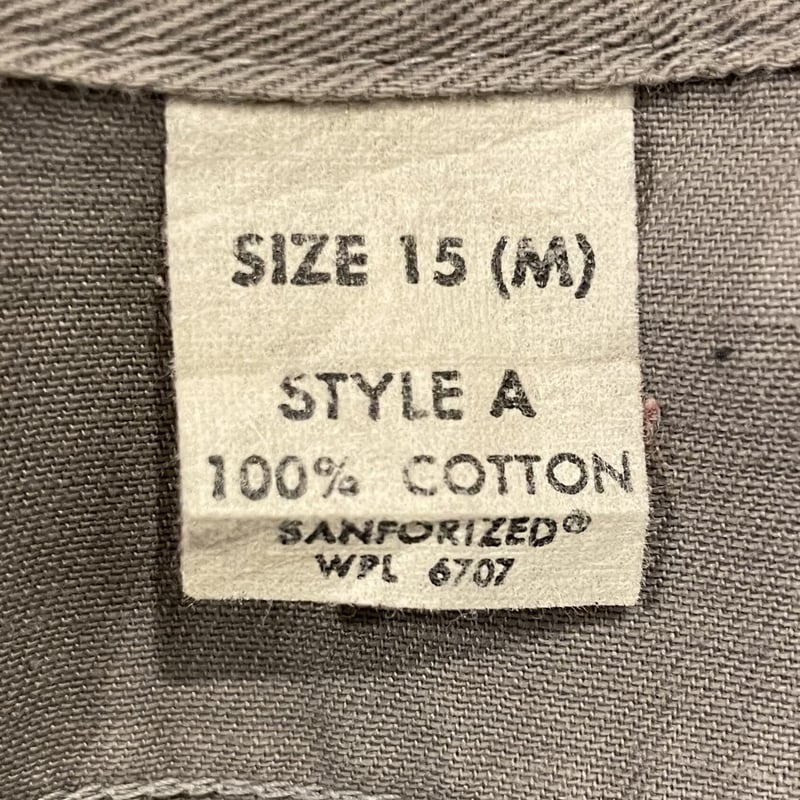 SIZE 15 (M)
STYLE A
100% COTTON
SANFORIZED®
WPL 6707